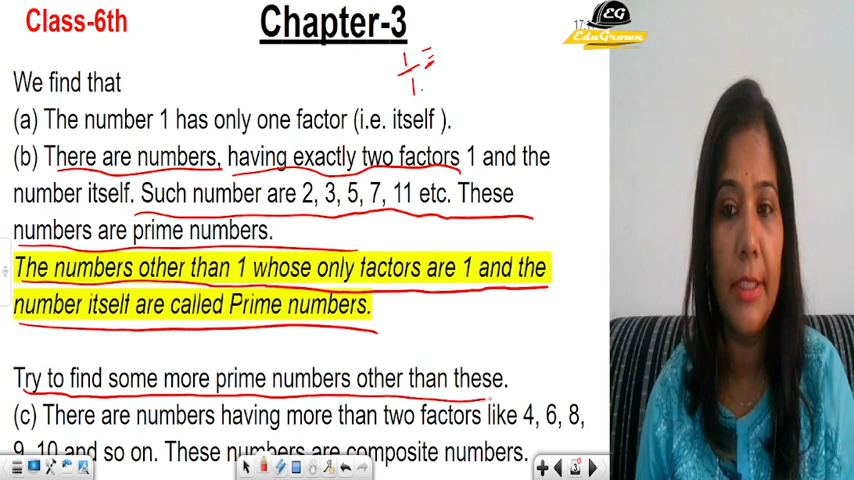 Class-6th
Chapter-3
EG
EduGrown
We find that
1
1
(a) The number 1 has only one factor (i.e. itself ).
(b) There are numbers, having exactly two factors 1 and the
number itself. Such number are 2, 3, 5, 7, 11 etc. These
numbers are prime numbers.
The numbers other than 1 whose only factors are 1 and the
number itself are called Prime numbers.
Try to find some more prime numbers other than these.
(c) There are numbers having more than two factors like 4, 6, 8,
9, 10 and so on. These numbers are composite numbers.
3